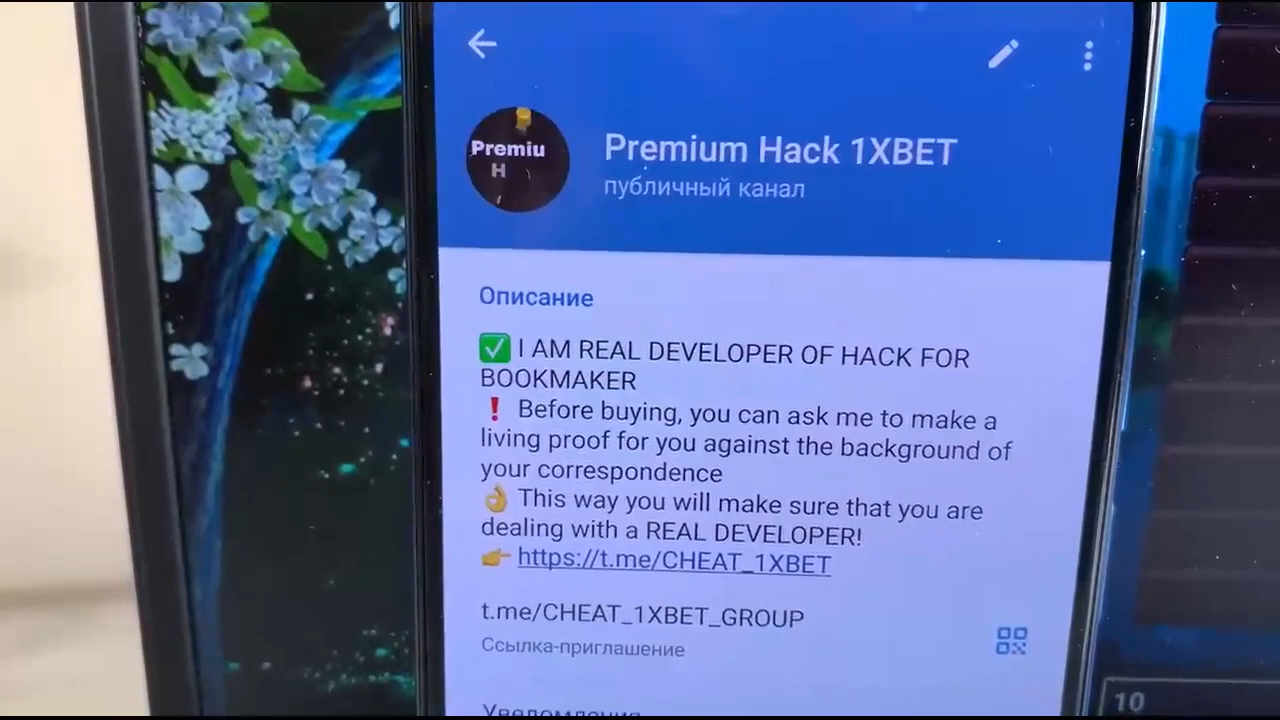 Premiu
H
Premium Hack 1XBET
публичный канал
Описание
✅ I AM REAL DEVELOPER OF HACK FOR
BOOKMAKER
❗ Before buying, you can ask me to make a
living proof for you against the background of
your correspondence
👌 This way you will make sure that you are
dealing with a REAL DEVELOPER!
👉 https://t.me/CHEAT_1XBET
t.me/CHEAT_1XBET_GROUP
Ссылка-приглашение
Уведомления
10